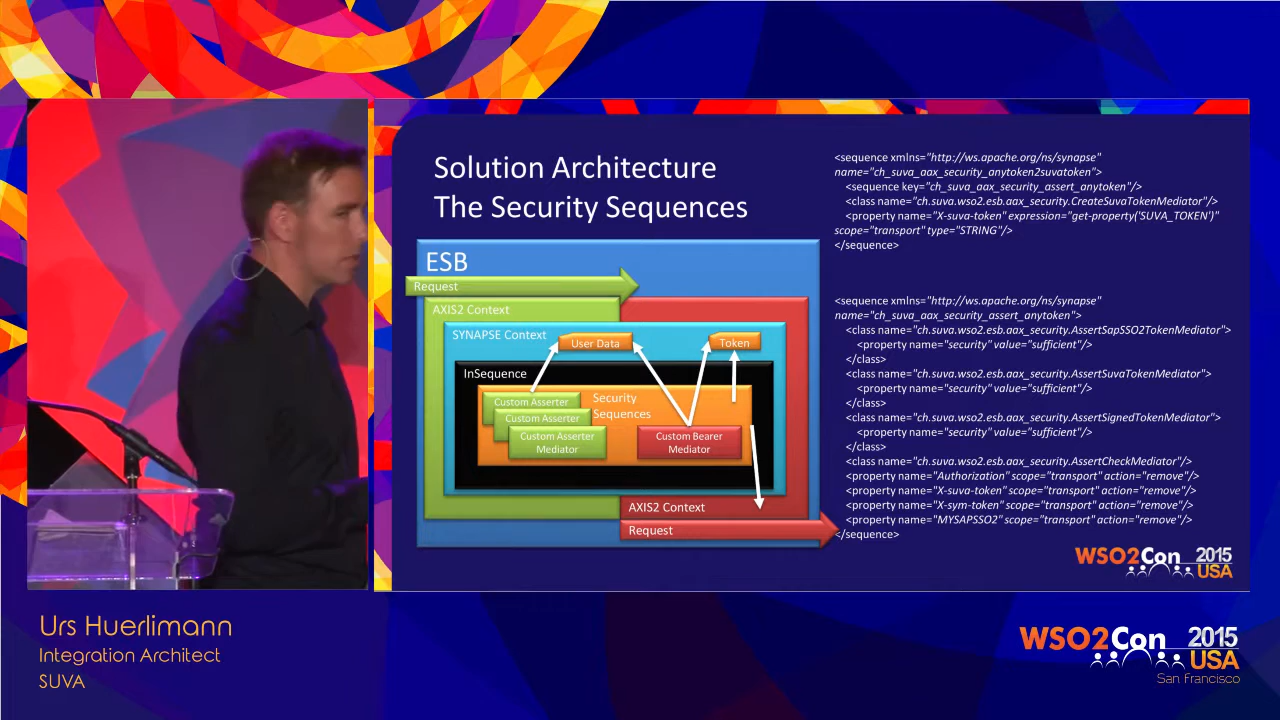 Solution Architecture
The Security Sequences
ESB
Request
AXIS2 Context
SYNAPSE Context
User Data
Token
InSequence
Custom Asserter
Custom Asserter
Custom Asserter
Mediator
Security
Sequences
Custom Bearer
Mediator
AXIS2 Context
Request
<sequence xmlns="http://ws.apache.org/ns/synapse"
name="ch_suva_aax_security_anytoken2suvatoken">
<sequence key="ch_suva_aax_security_assert_anytoken"/>
<class name="ch.suva.wso2.esb.aax_security.CreateSuvaTokenMediator"/>
<property name="X-suva-token" expression="get-property('SUVA_TOKEN')"
scope="transport" type="STRING"/>
</sequence>
<sequence xmlns="http://ws.apache.org/ns/synapse"
name="ch_suva_aax_security_assert_anytoken">
<class name="ch.suva.wso2.esb.aax_security.AssertSapSSO2TokenMediator">
<property name="security" value="sufficient"/>
</class>
<class name="ch.suva.wso2.esb.aax_security.AssertSuvaTokenMediator">
<property name="security" value="sufficient"/>
</class>
<class name="ch.suva.wso2.esb.aax_security.AssertSignedTokenMediator">
<property name="security" value="sufficient"/>
</class>
<class name="ch.suva.wso2.esb.aax_security.AssertCheckMediator"/>
<property name="Authorization" scope="transport" action="remove"/>
<property name="X-suva-token" scope="transport" action="remove"/>
<property name="X-sym-token" scope="transport" action="remove"/>
<property name="MYSAPSSO2" scope="transport" action="remove"/>
</sequence>
WSO2Con 2015
USA
Urs Huerlimann
Integration Architect
SUVA
WSO2Con 2015
USA
San Francisco